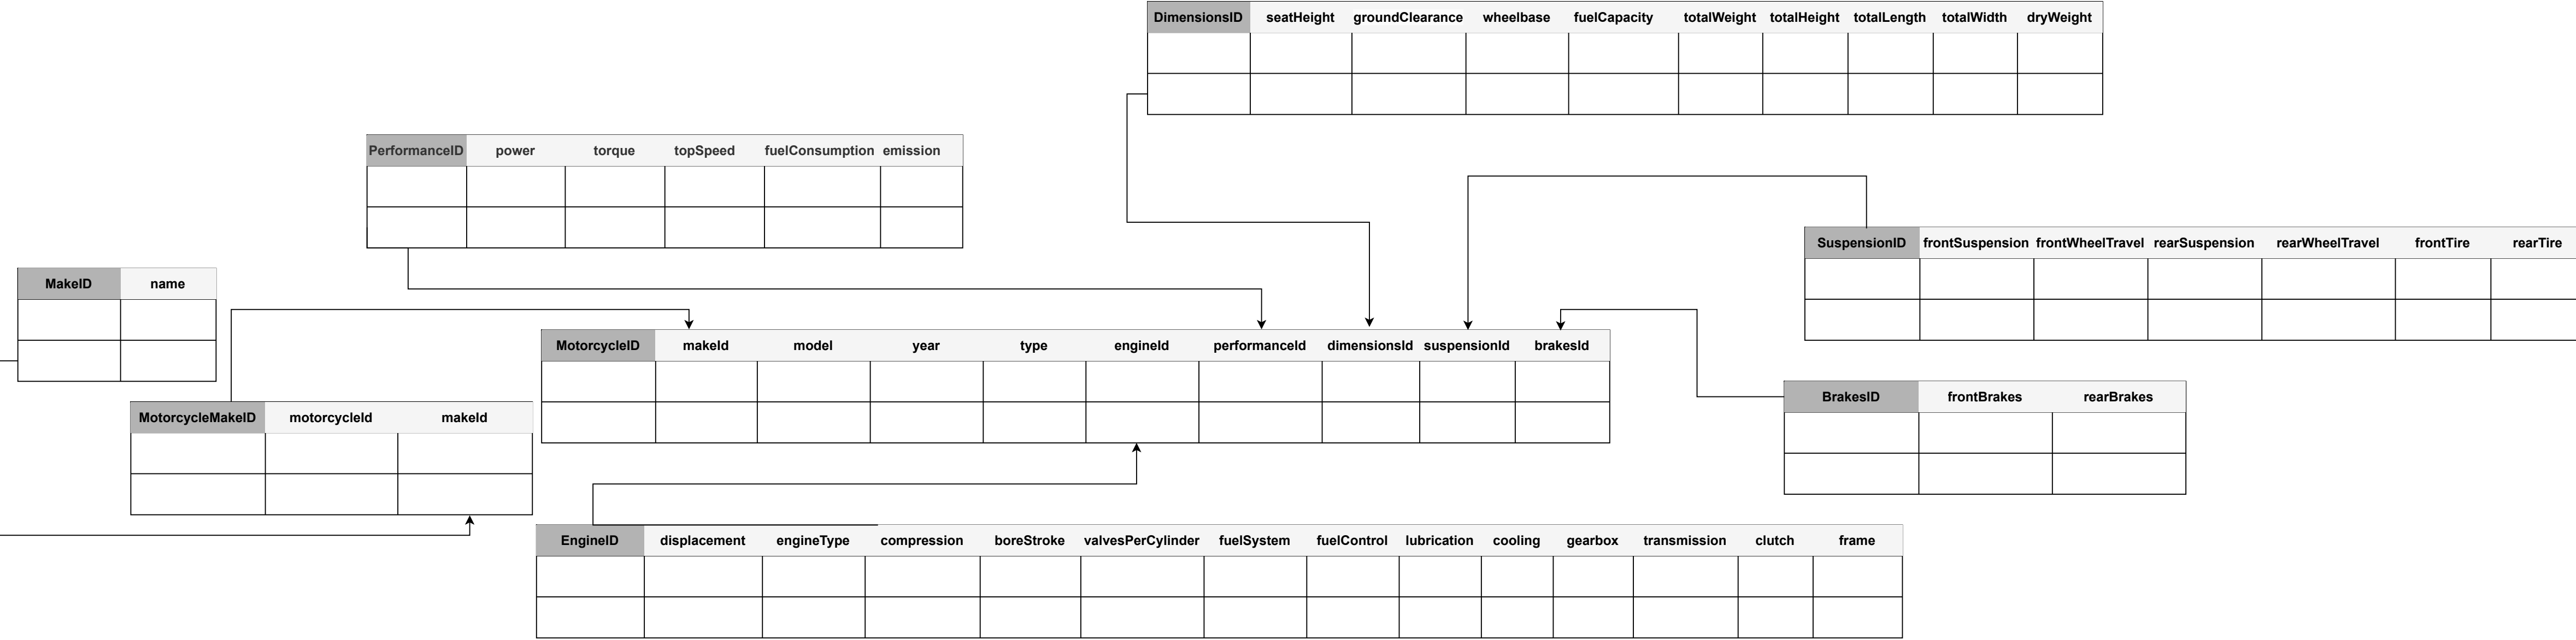 DimensionsID seatHeight groundClearance wheelbase fuelCapacity totalWeight totalHeight totalLength totalWidth dryWeight
PerformanceID power torque topSpeed fuelConsumption emission
SuspensionID frontSuspension frontWheelTravel rearSuspension rearWheelTravel frontTire rearTire
MakeID name
MotorcycleID makeId model year type engineId performanceId dimensionsId suspensionId brakesId
BrakesID frontBrakes rearBrakes
MotorcycleMakeID motorcycleId makeId
EngineID displacement engineType compression boreStroke valvesPerCylinder fuelSystem fuelControl lubrication cooling gearbox transmission clutch frame